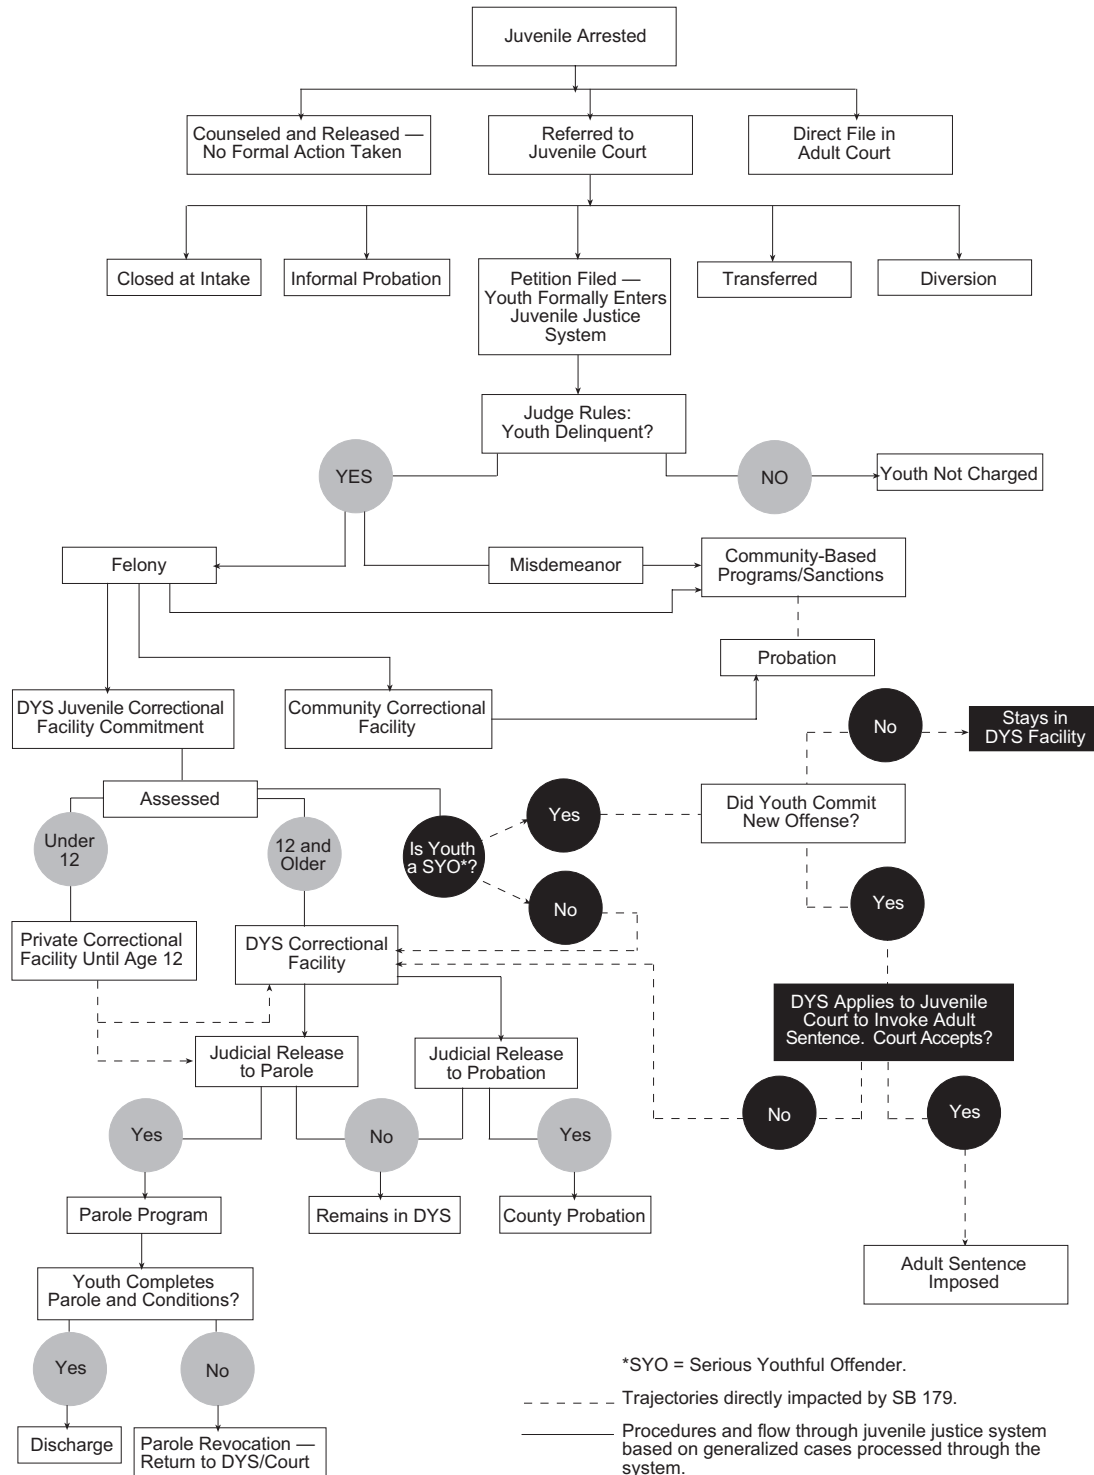 Juvenile Arrested
Counseled and Released —
No Formal Action Taken
Referred to
Juvenile Court
Direct File in
Adult Court
Closed at Intake
Informal Probation
Petition Filed —
Youth Formally Enters
Juvenile Justice
System
Transferred
Diversion
Judge Rules:
Youth Delinquent?
YES
NO
Youth Not Charged
Felony
Misdemeanor
Community-Based
Programs/Sanctions
Probation
DYS Juvenile Correctional
Facility Commitment
Community Correctional
Facility
No
Stays in
DYS Facility
Assessed
Under
12
12 and
Older
Is Youth
a SYO*?
Yes
No
Did Youth Commit
New Offense?
Yes
Private Correctional
Facility Until Age 12
DYS Correctional
Facility
DYS Applies to Juvenile
Court to Invoke Adult
Sentence. Court Accepts?
Judicial Release
to Parole
Judicial Release
to Probation
No
Yes
Yes
No
Yes
Parole Program
Remains in DYS
County Probation
Adult Sentence
Imposed
Youth Completes
Parole and Conditions?
Yes
No
Discharge
Parole Revocation —
Return to DYS/Court
*SYO = Serious Youthful Offender.
Trajectories directly impacted by SB 179.
Procedures and flow through juvenile justice system
based on generalized cases processed through the
system.